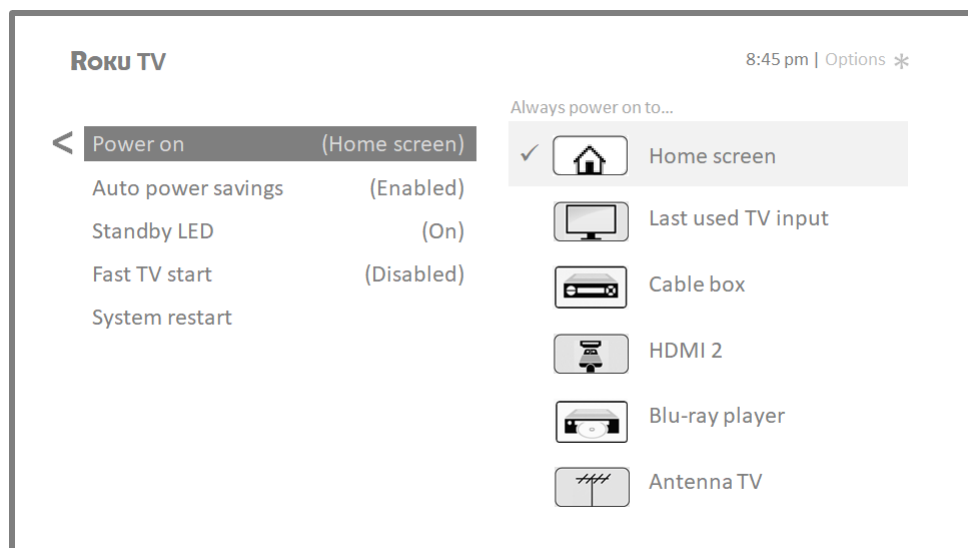 ROKU TV
8:45 pm | Options *
Always power on to...
< Power on (Home screen)
Auto power savings (Enabled)
Standby LED (On)
Fast TV start (Disabled)
System restart
✓ Home screen
Last used TV input
Cable box
HDMI 2
Blu-ray player
Antenna TV